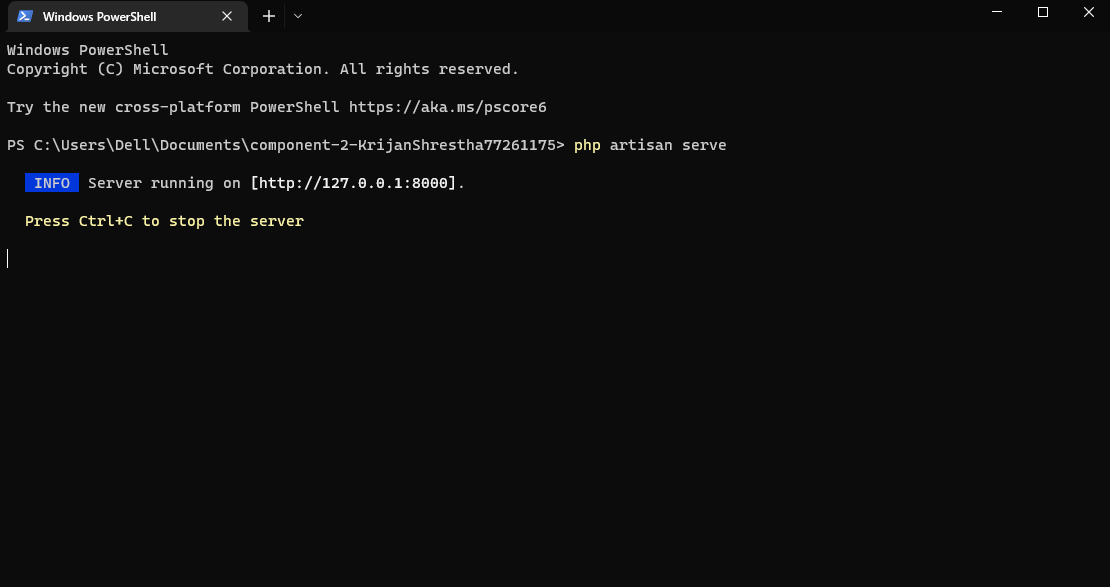 Windows PowerShell
Windows PowerShell
Copyright (C) Microsoft Corporation. All rights reserved.
Try the new cross-platform PowerShell https://aka.ms/pscore6
PS C:\Users\Dell\Documents\component-2-KrijanShrestha77261175> php artisan serve
INFO Server running on [http://127.0.0.1:8000].
Press Ctrl+C to stop the server